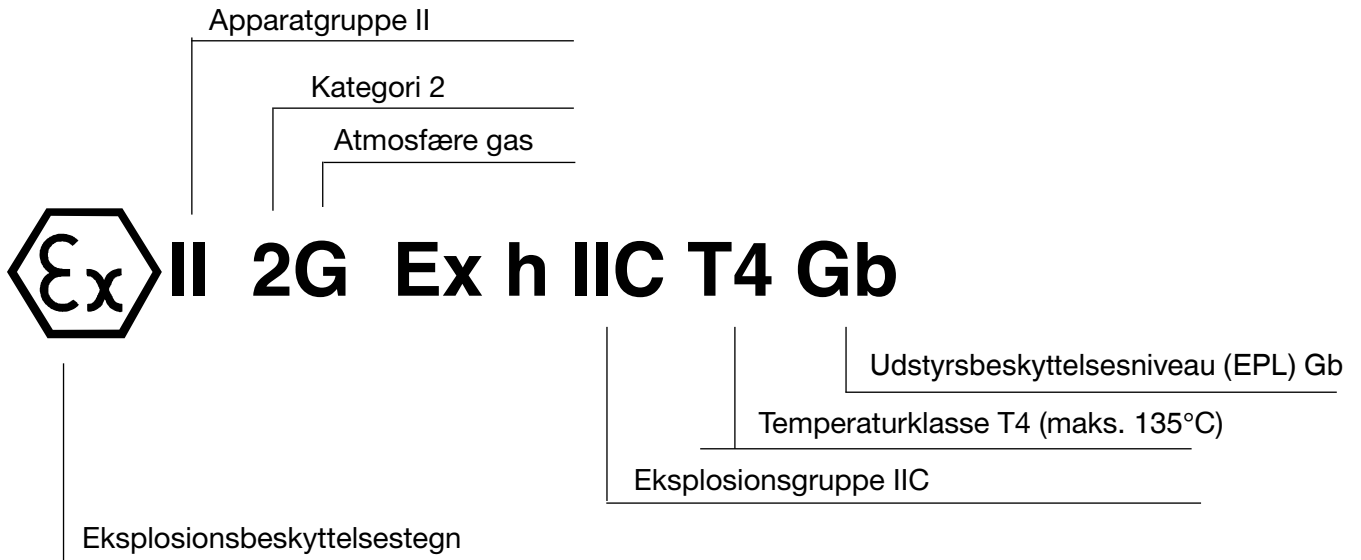 Apparatgruppe II
Kategori 2
Atmosfære gas
Ex II 2G Ex h IIC T4 Gb
Udstyrsbeskyttelsesniveau (EPL) Gb
Temperaturklasse T4 (maks. 135°C)
Eksplosionsgruppe IIC
Eksplosionsbeskyttelsestegn